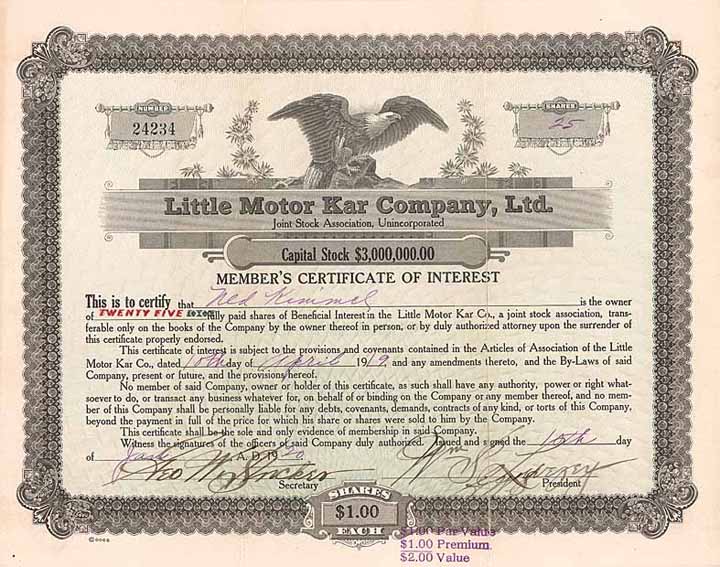 NUMBER
24234
SHARES
25
Little Motor Kar Company, Ltd.
Joint Stock Association, Unincorporated
Capital Stock $3,000,000.00
MEMBER'S CERTIFICATE OF INTEREST
This is to certify that Ned Kimmel is the owner
of TWENTY FIVE fully paid shares of Beneficial Interest in the Little Motor Kar Co., a joint stock association, trans-
ferable only on the books of the Company by the owner thereof in person, or by duly authorized attorney upon the surrender of
this certificate properly endorsed.
This certificate of interest is subject to the provisions and covenants contained in the Articles of Association of the Little
Motor Kar Co., dated 10th day of April 1919, and any amendments thereto, and the By-Laws of said
Company, present or future, and the provisions hereof.
No member of said Company, owner or holder of this certificate, as such shall have any authority, power or right what-
soever to do, or transact any business whatever for, on behalf of or binding on the Company or any member thereof, and no mem-
ber of this Company shall be personally liable for any debts, covenants, demands, contracts of any kind, or torts of this Company,
beyond the payment in full of the price for which his share or shares were sold to him by the Company.
This certificate shall be the sole and only evidence of membership in said Company.
Witness the signatures of the officers of said Company duly authorized. Issued and signed the 15th day
of Jan A. D. 1920
Geo M
Wm S
Secretary
President
SHARES
$1.00
EACH
$1.00 Par Value
$1.00 Premium
$2.00 Value